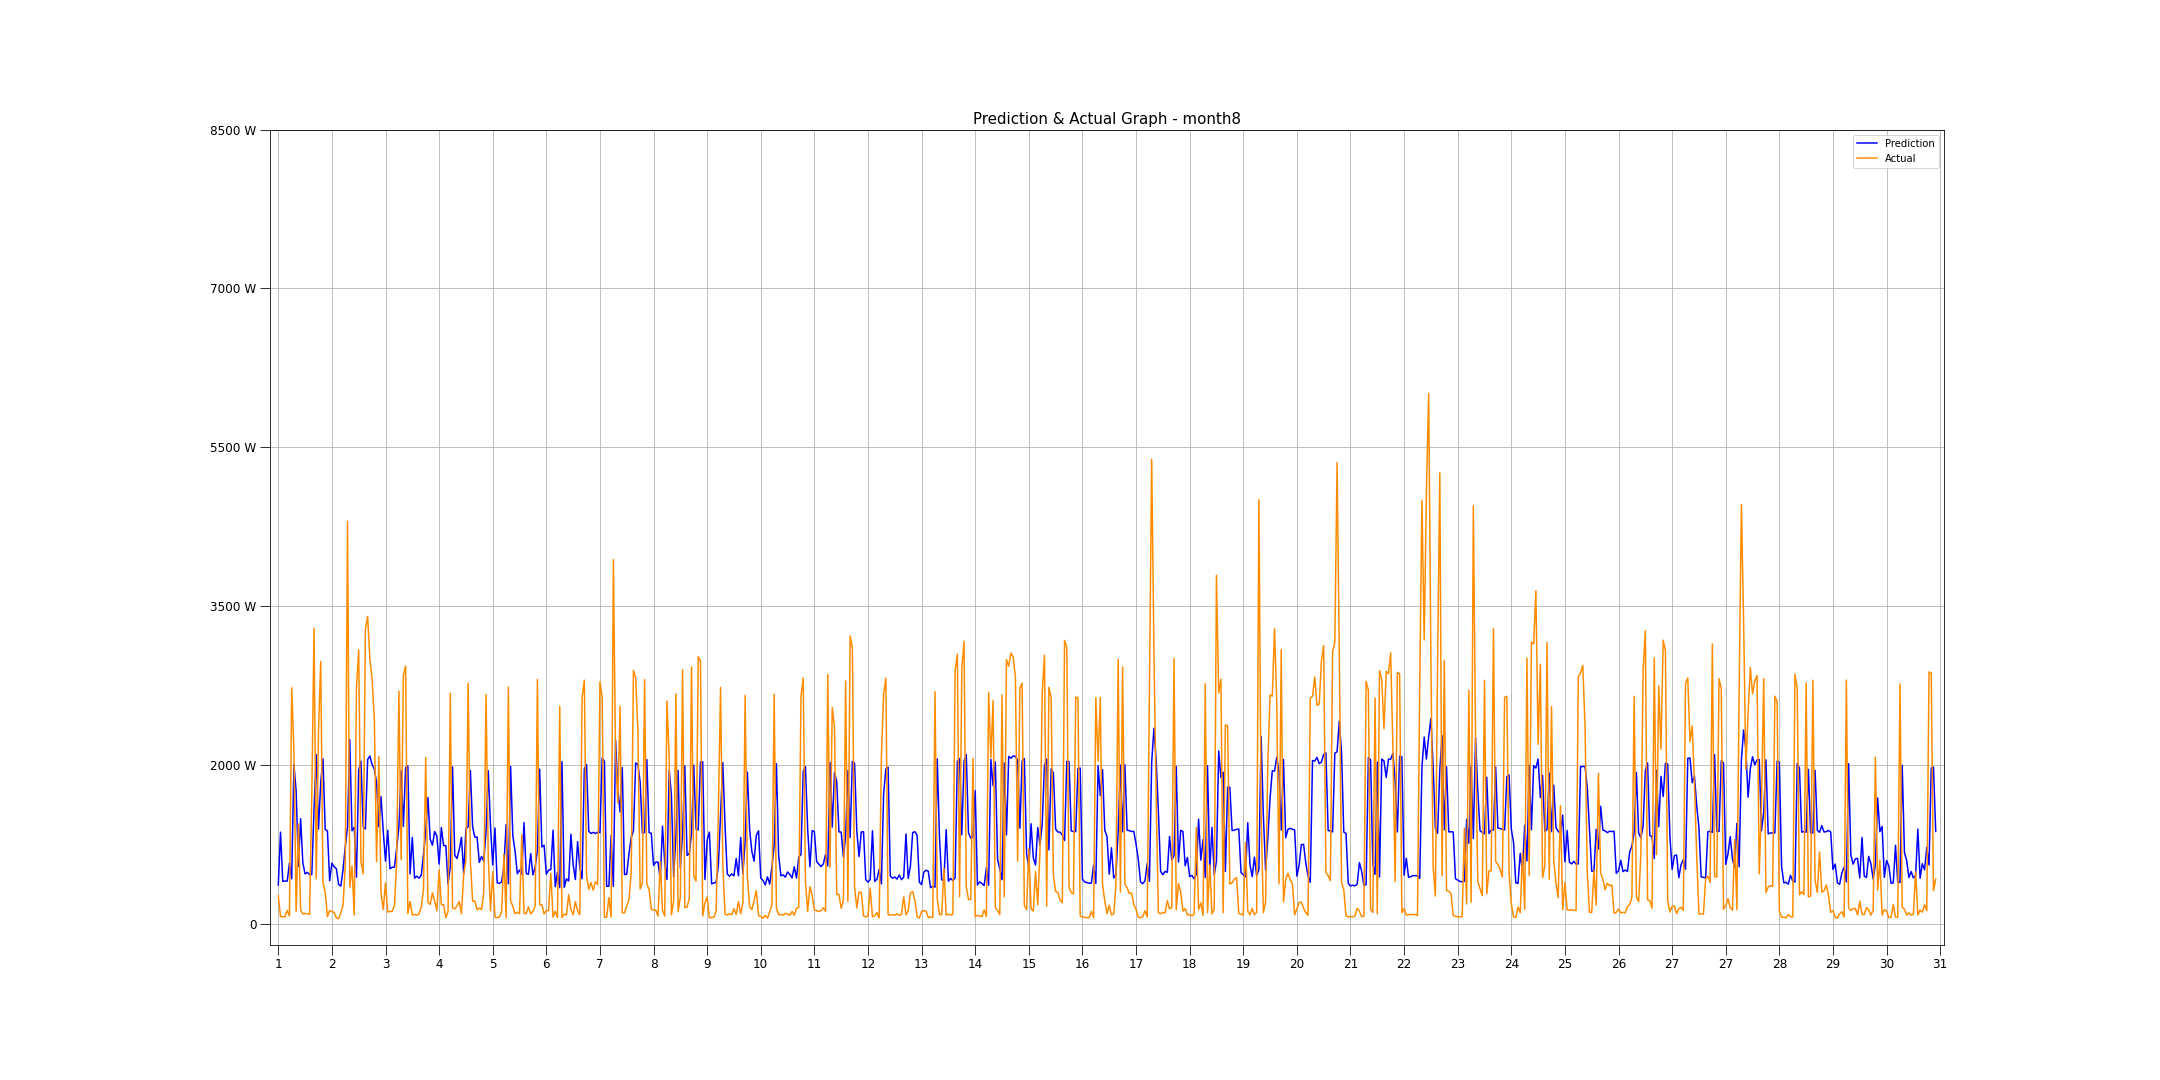 Prediction & Actual Graph - month8
8500 W
7000 W
5500 W
3500 W
2000 W
0
Prediction
Actual
1 2 3 4 5 6 7 8 9 10 11 12 13 14 15 16 17 18 19 20 21 22 23 24 25 26 27 27 28 29 30 31